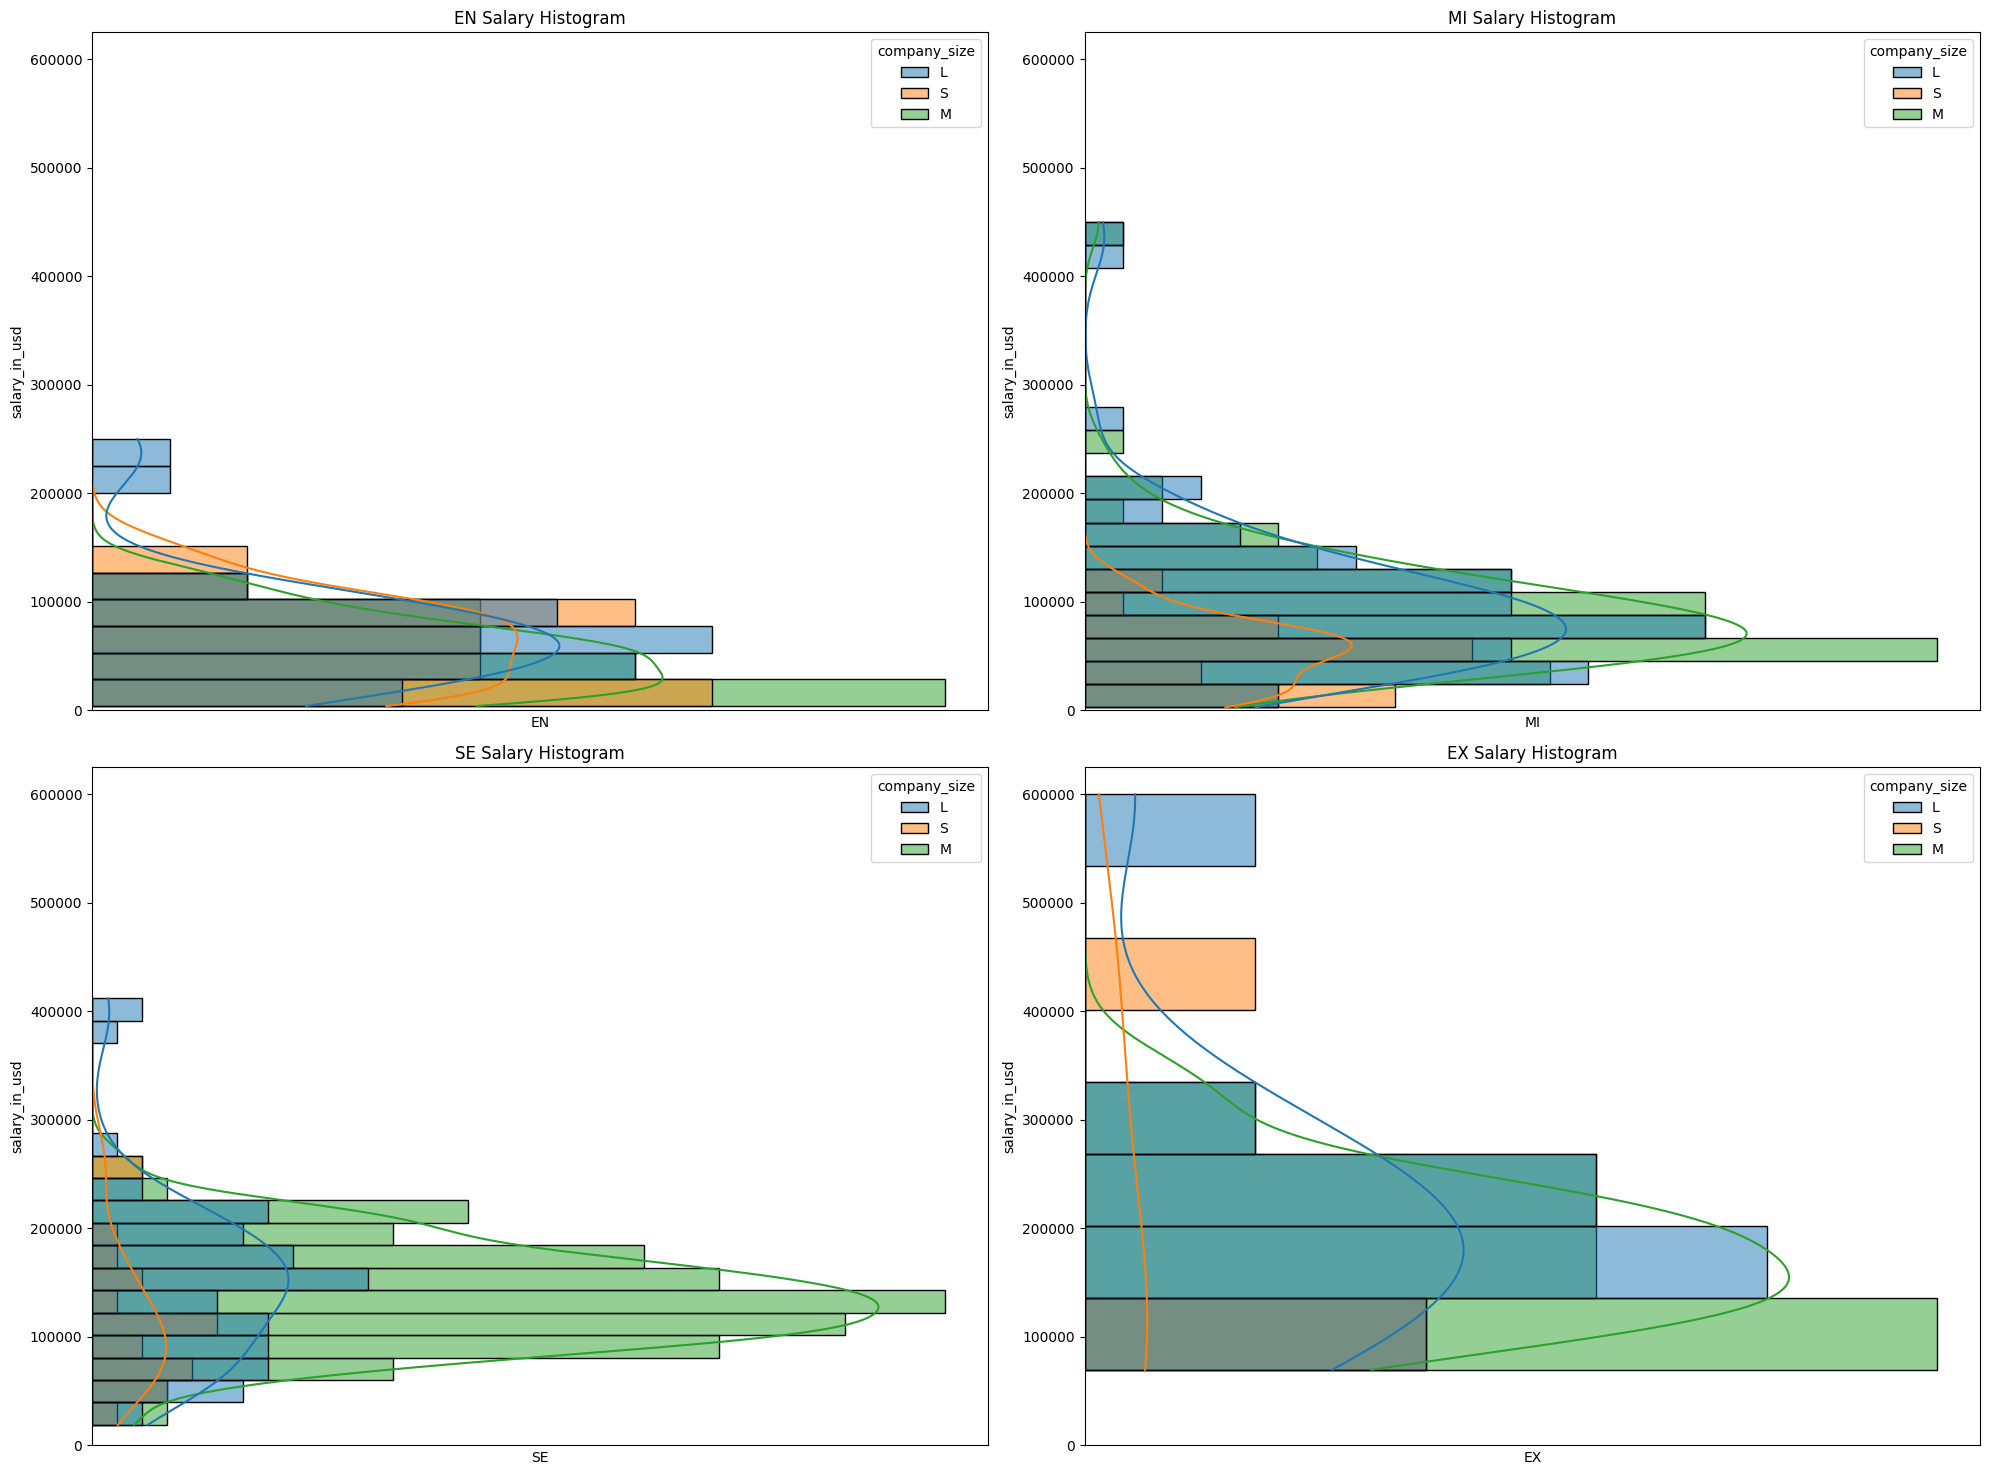 EN Salary Histogram
salary_in_usd
600000
500000
400000
300000
200000
100000
0
EN
company_size
L
S
M
MI Salary Histogram
salary_in_usd
600000
500000
400000
300000
200000
100000
0
MI
company_size
L
S
M
SE Salary Histogram
salary_in_usd
600000
500000
400000
300000
200000
100000
0
SE
company_size
L
S
M
EX Salary Histogram
salary_in_usd
600000
500000
400000
300000
200000
100000
0
EX
company_size
L
S
M